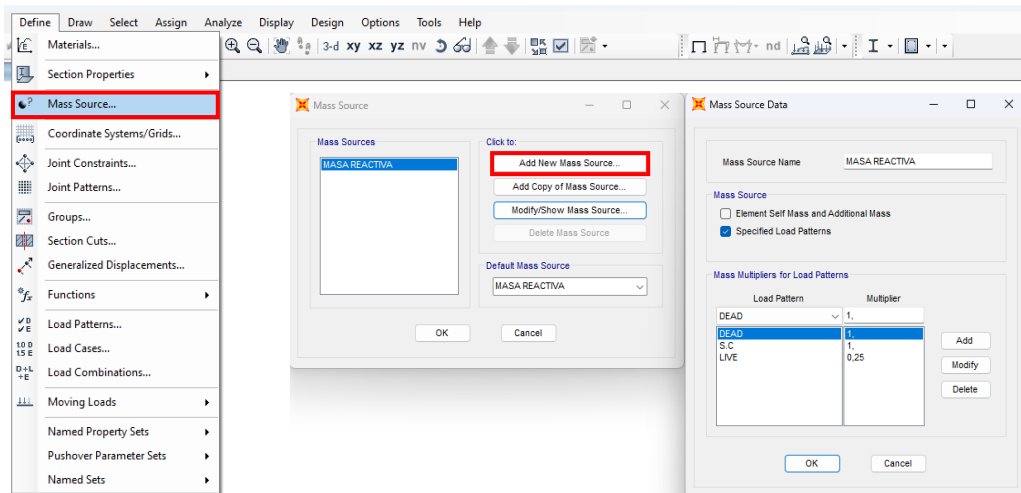 Define Draw Select Assign Analyze Display Design Options Tools Help
3-d xy xz yz nv nd
Materials...
Section Properties
Mass Source...
Coordinate Systems/Grids...
Joint Constraints...
Joint Patterns...
Groups...
Section Cuts...
Generalized Displacements...
Functions
Load Patterns...
Load Cases...
Load Combinations...
Moving Loads
Named Property Sets
Pushover Parameter Sets
Named Sets
Mass Source
Mass Sources
MASA REACTIVA
Click to:
Add New Mass Source...
Add Copy of Mass Source...
Modify/Show Mass Source...
Delete Mass Source
Default Mass Source
MASA REACTIVA
OK Cancel
Mass Source Data
Mass Source Name MASA REACTIVA
Mass Source
Element Self Mass and Additional Mass
Specified Load Patterns
Mass Multipliers for Load Patterns
Load Pattern Multiplier
DEAD 1,
DEAD 1,
S.C 1,
LIVE 0,25
Add
Modify
Delete
OK Cancel